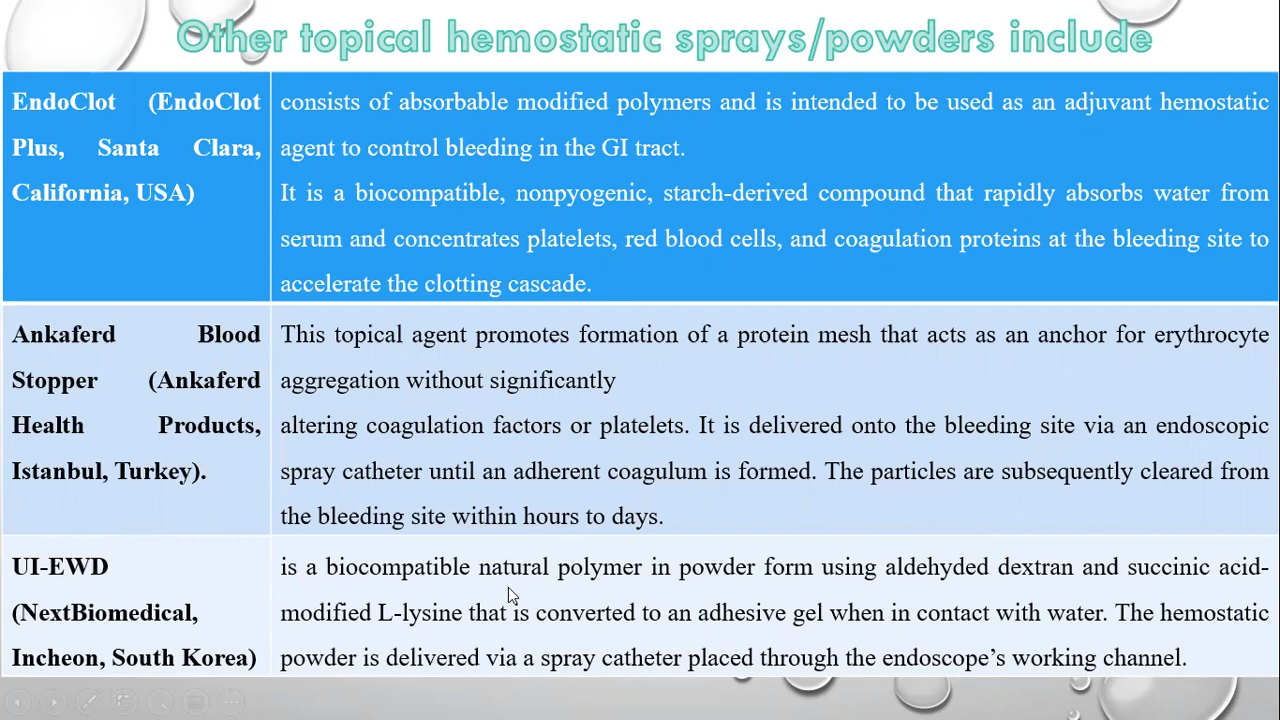 Other topical hemostatic sprays/powders include
EndoClot (EndoClot
Plus, Santa Clara,
California, USA)
consists of absorbable modified polymers and is intended to be used as an adjuvant hemostatic
agent to control bleeding in the GI tract.
It is a biocompatible, nonpyogenic, starch-derived compound that rapidly absorbs water from
serum and concentrates platelets, red blood cells, and coagulation proteins at the bleeding site to
accelerate the clotting cascade.
Ankaferd Blood
Stopper (Ankaferd
Health Products,
Istanbul, Turkey).
This topical agent promotes formation of a protein mesh that acts as an anchor for erythrocyte
aggregation without significantly
altering coagulation factors or platelets. It is delivered onto the bleeding site via an endoscopic
spray catheter until an adherent coagulum is formed. The particles are subsequently cleared from
the bleeding site within hours to days.
UI-EWD
(NextBiomedical,
Incheon, South Korea)
is a biocompatible natural polymer in powder form using aldehyded dextran and succinic acid-
modified L-lysine that is converted to an adhesive gel when in contact with water. The hemostatic
powder is delivered via a spray catheter placed through the endoscope’s working channel.